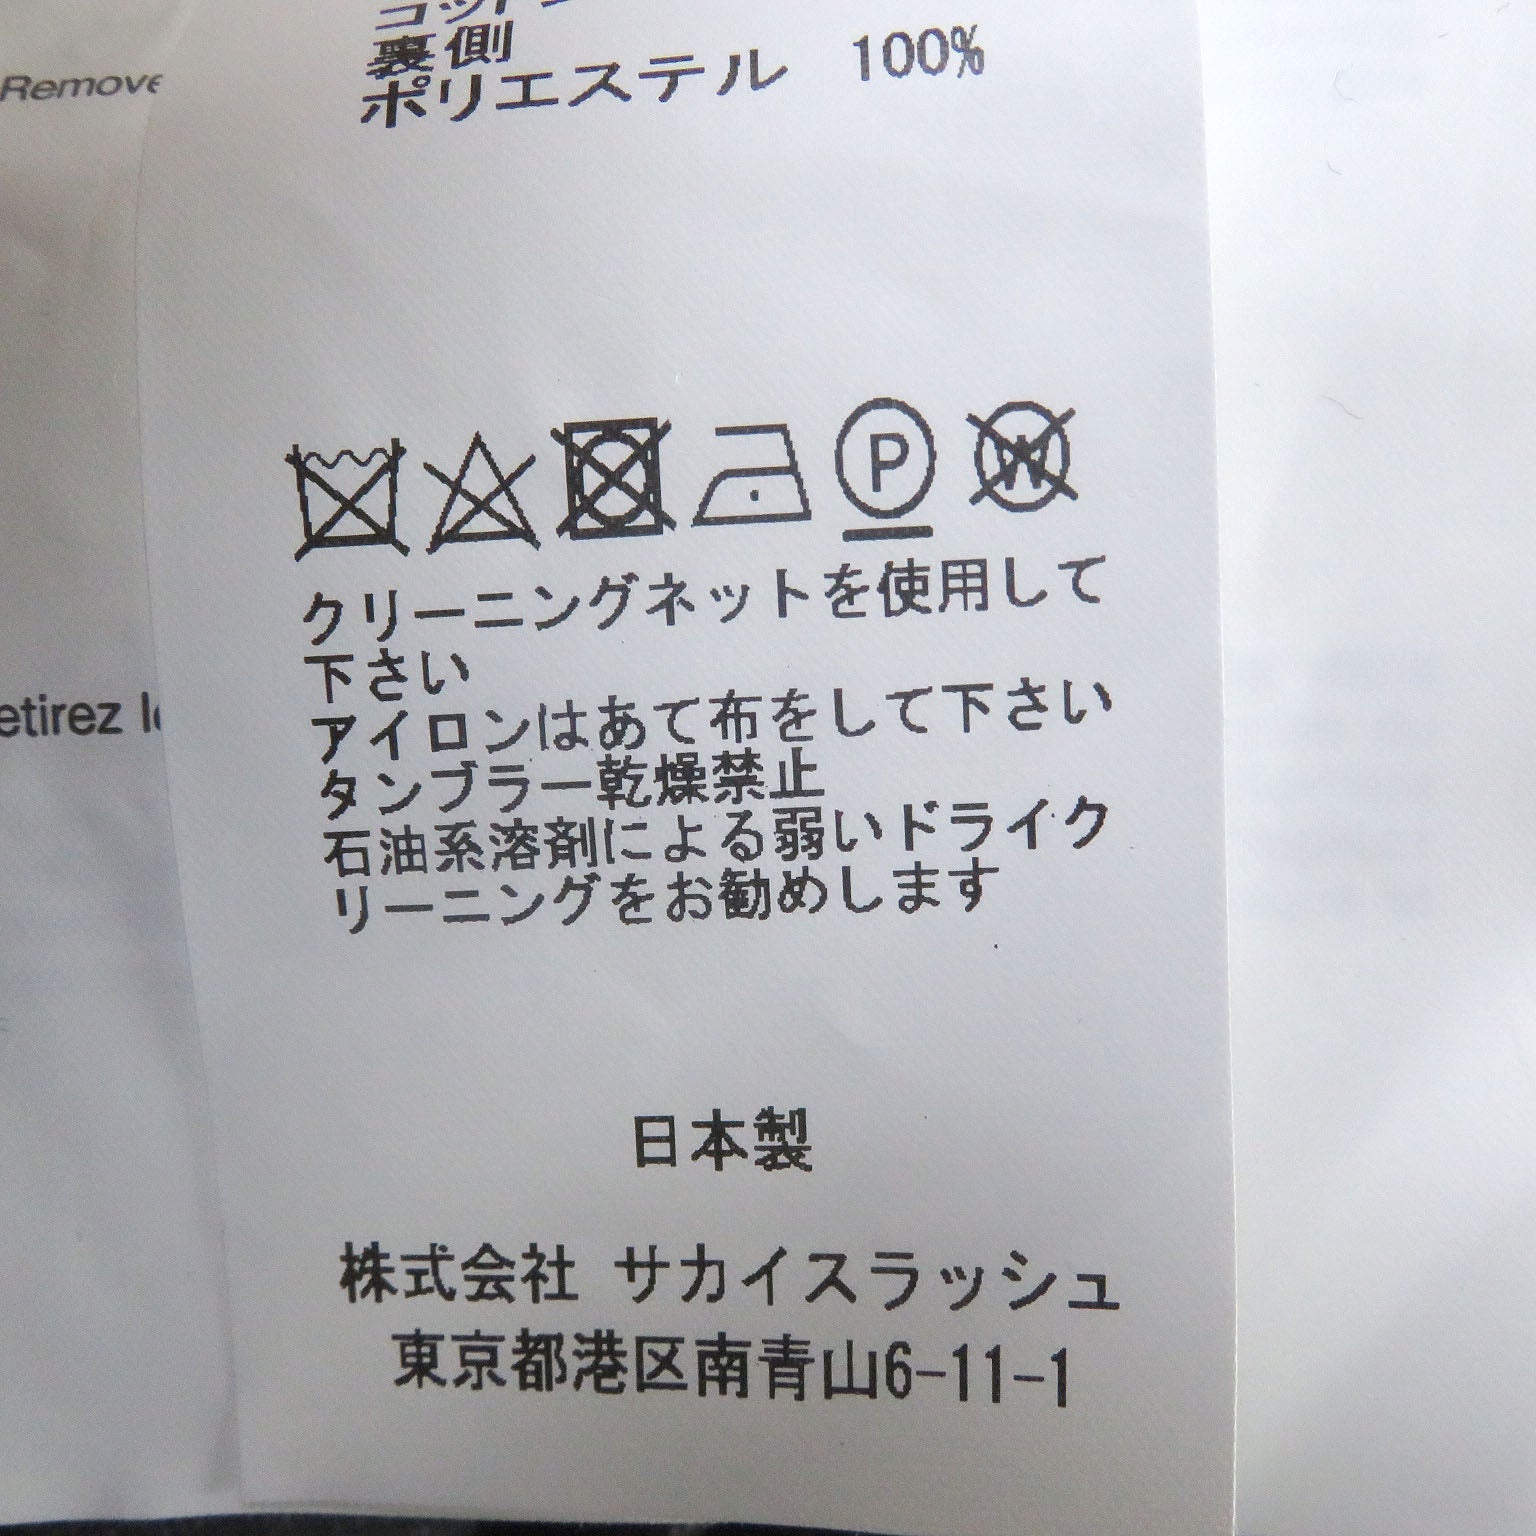 Remove
etirez
裏側
ポリエステル 100%
P
W
クリーニングネットを使用して
下さい
アイロンはあて布をして下さい
タンブラー乾燥禁止
石油系溶剤による弱いドライク
リーニングをお勧めします
日本製
株式会社 サカイスラッシュ
東京都港区南青山6-11-1